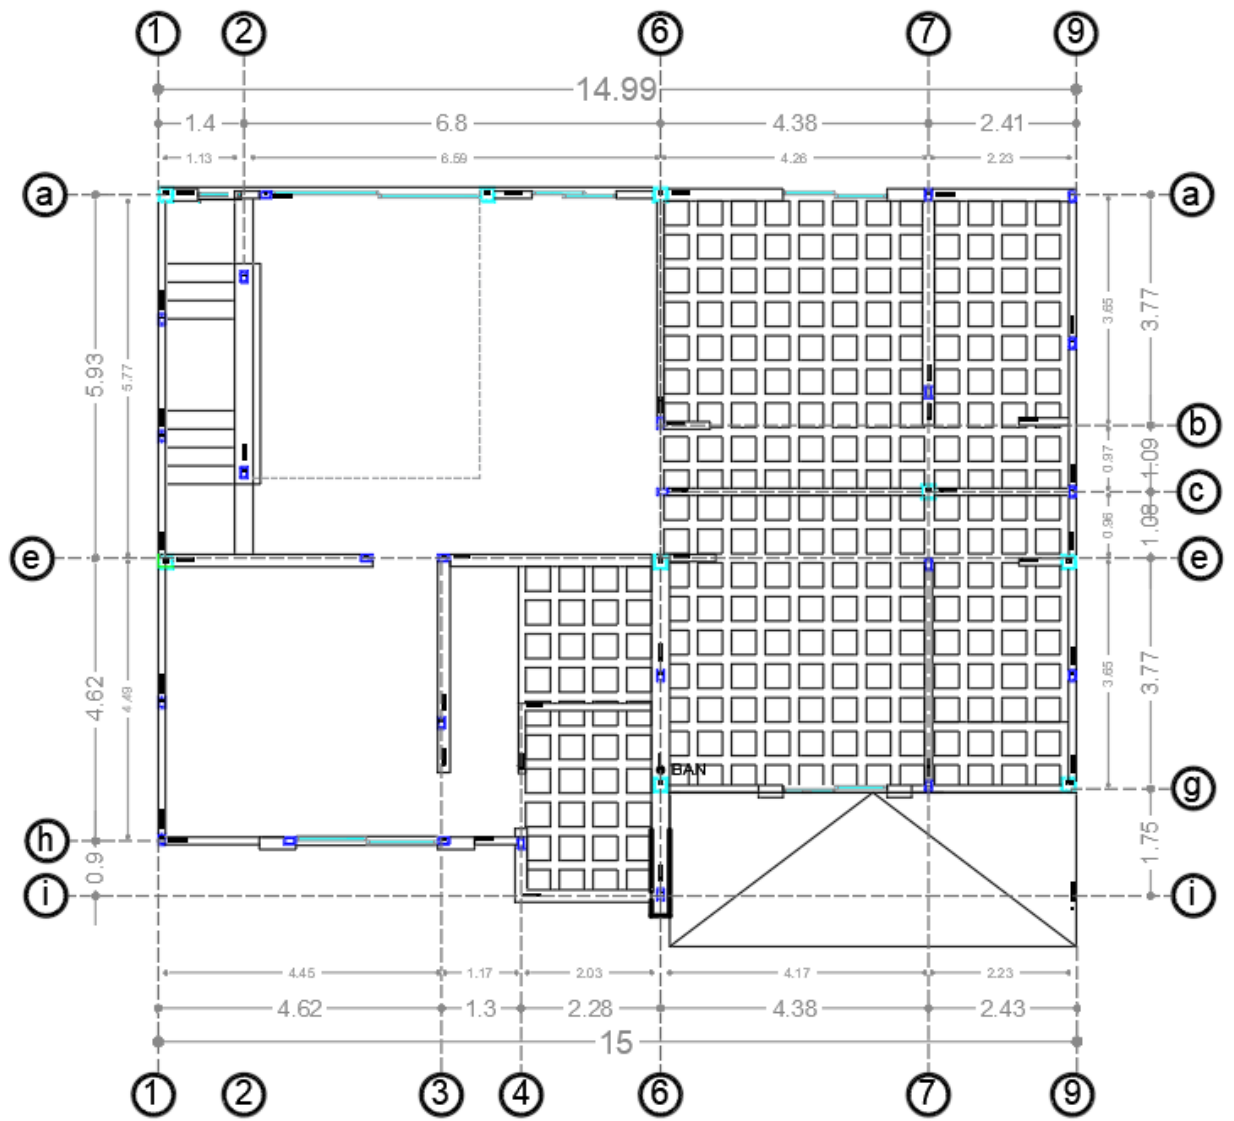 1 2 6 7 9
14.99
1.4 6.8 4.38 2.41
1.13 6.59 4.26 2.23
a a
5.93 5.77 3.65 3.77
b
0.97 1.09
c
0.96 1.08
e e
4.62 4.49 3.65 3.77
BAN
g
h
0.9 1.75
i i
4.45 1.17 2.03 4.17 2.23
4.62 1.3 2.28 4.38 2.43
15
1 2 3 4 6 7 9